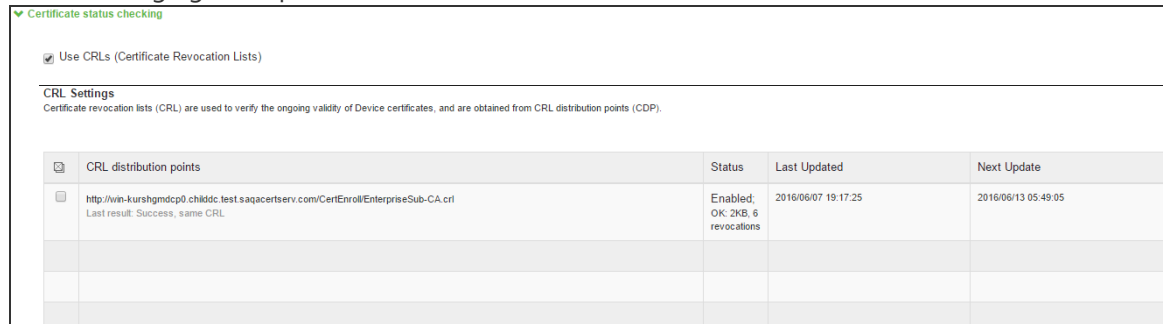 Certificate status checking
Use CRLs (Certificate Revocation Lists)
CRL Settings
Certificate revocation lists (CRL) are used to verify the ongoing validity of Device certificates, and are obtained from CRL distribution points (CDP).
CRL distribution points Status Last Updated Next Update
http://win-kurshgmdcp0.childdc.test.saqacertserv.com/CertEnroll/EnterpriseSub-CA.crl Enabled; 2016/06/07 19:17:25 2016/06/13 05:49:05
Last result: Success, same CRL OK: 2KB, 6
revocations